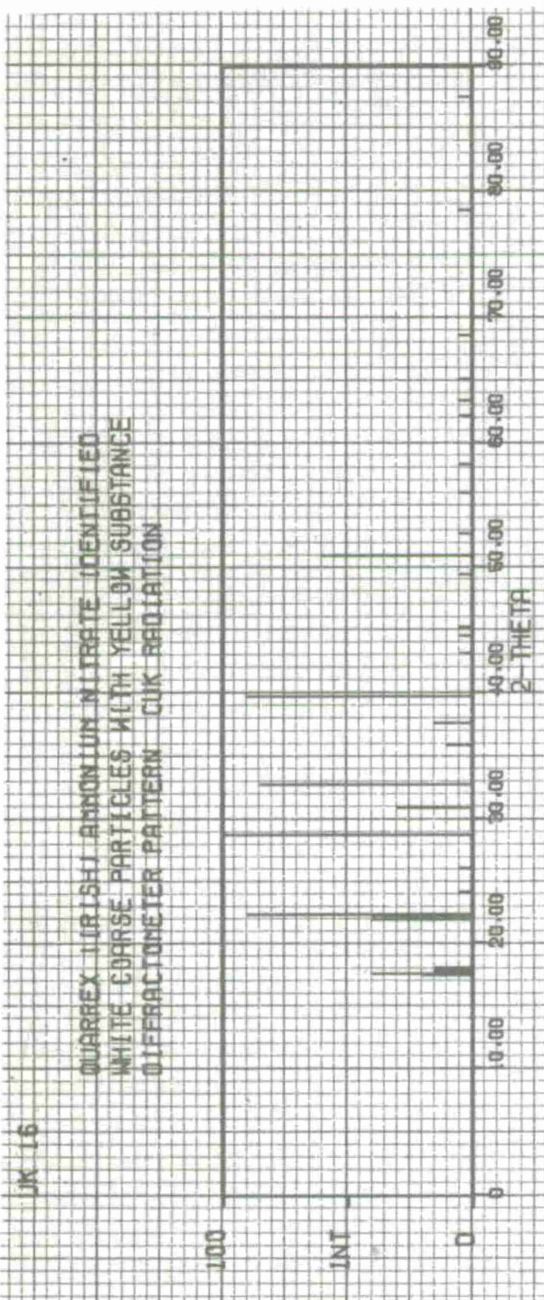 UK 16
QUARREX (IRISH) AMMONIUM NITRATE IDENTIFIED
WHITE COARSE PARTICLES WITH YELLOW SUBSTANCE
DIFFRACTOMETER PATTERN CUK RADIATION
100
INT
0
0 10.00 20.00 30.00 40.00 50.00 60.00 70.00 80.00 90.00
2-THETA